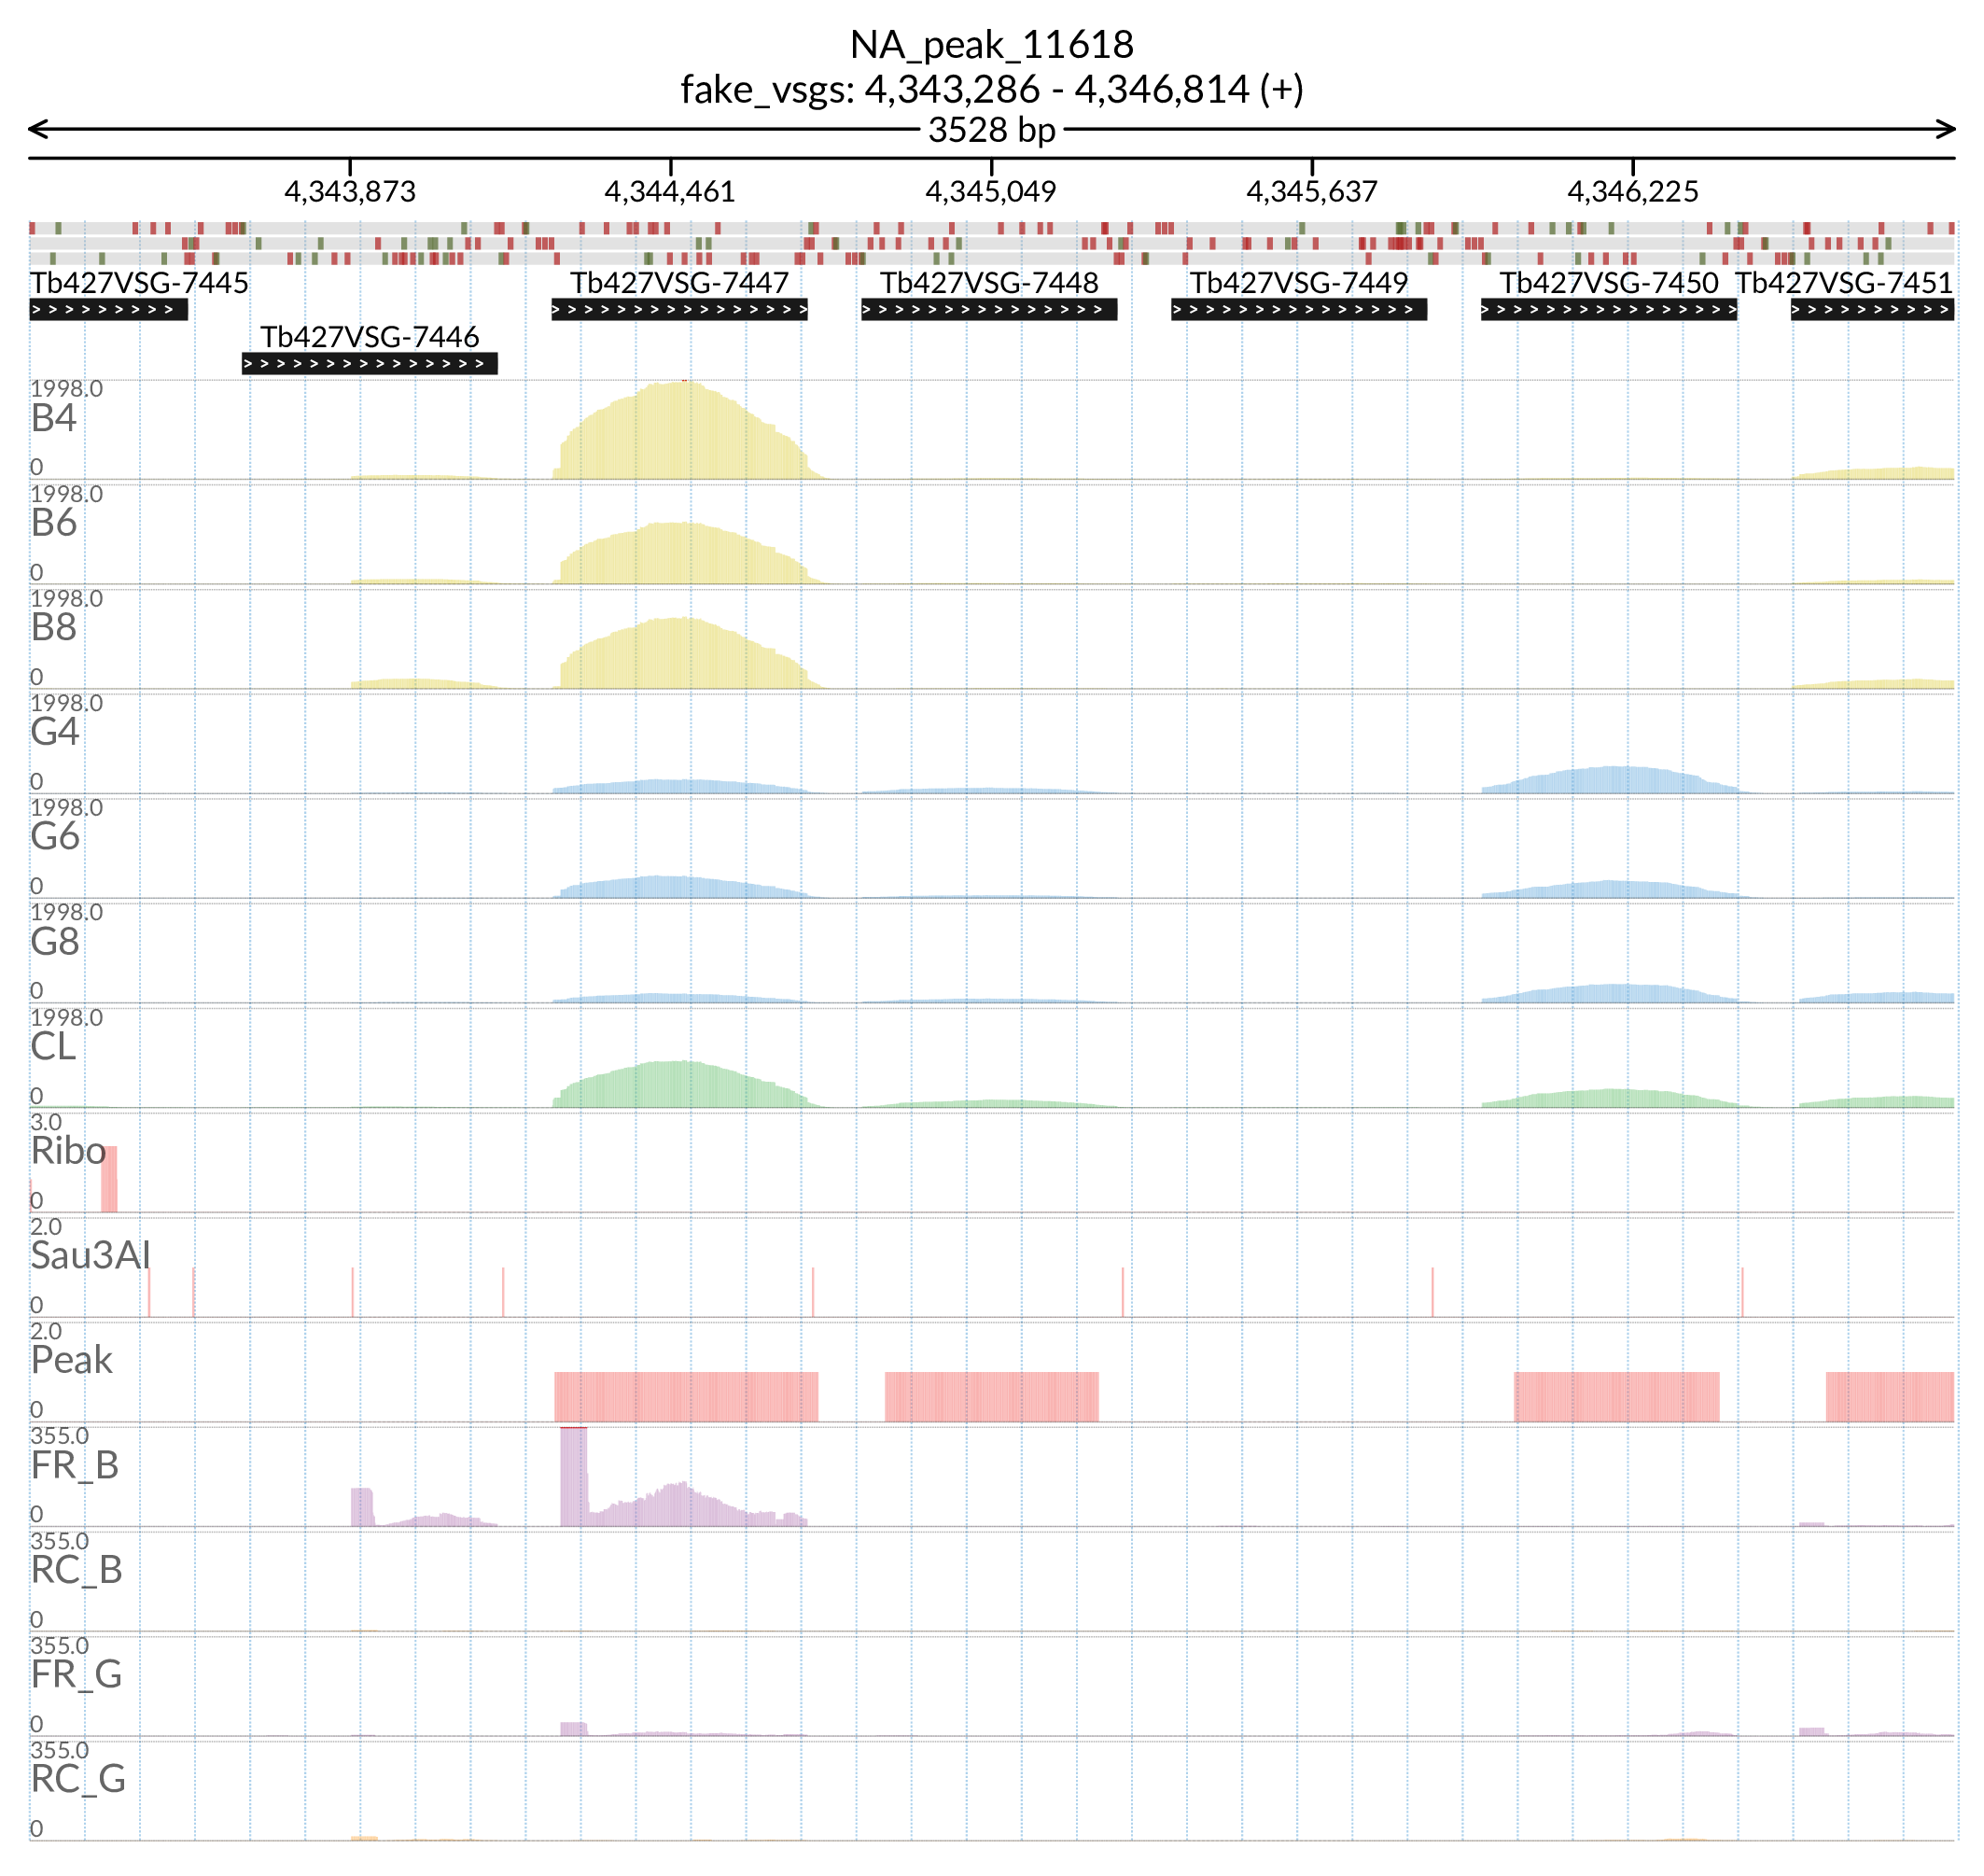 NA_peak_11618
fake_vsgs: 4,343,286 - 4,346,814 (+)
3528 bp
4,343,873 4,344,461 4,345,049 4,345,637 4,346,225
Tb427VSG-7445 Tb427VSG-7447 Tb427VSG-7448 Tb427VSG-7449 Tb427VSG-7450 Tb427VSG-7451
Tb427VSG-7446
1998.0
B4
0
1998.0
B6
0
1998.0
B8
0
1998.0
G4
0
1998.0
G6
0
1998.0
G8
0
1998.0
CL
0
3.0
Ribo
0
2.0
Sau3AI
0
2.0
Peak
0
355.0
FR_B
0
355.0
RC_B
0
355.0
FR_G
0
355.0
RC_G
0